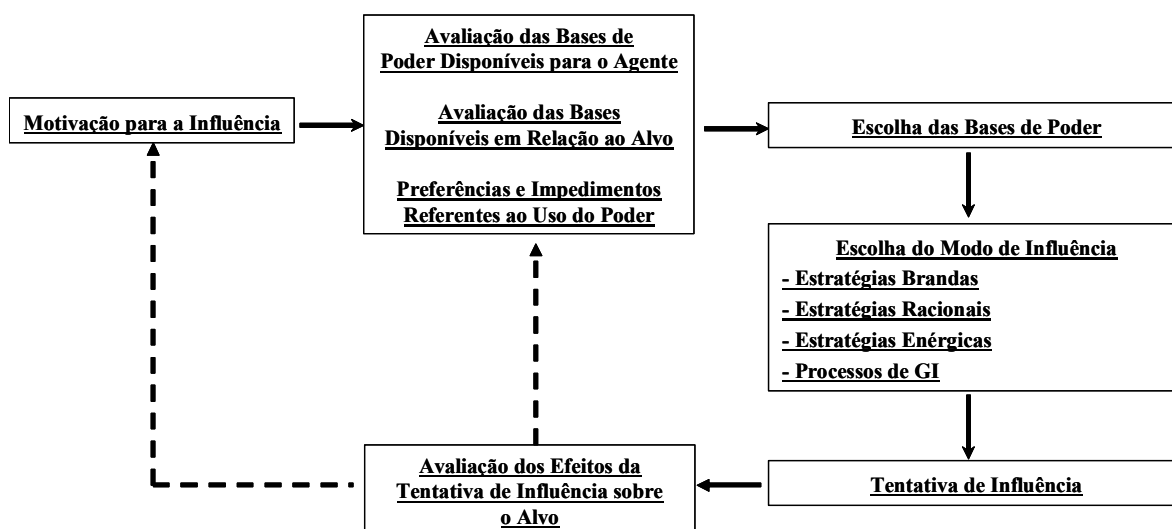 Motivação para a Influência
Avaliação das Bases de
Poder Disponíveis para o Agente
Avaliação das Bases
Disponíveis em Relação ao Alvo
Preferências e Impedimentos
Referentes ao Uso do Poder
Escolha das Bases de Poder
Escolha do Modo de Influência
- Estratégias Brandas
- Estratégias Racionais
- Estratégias Enérgicas
- Processos de GI
Tentativa de Influência
Avaliação dos Efeitos da
Tentativa de Influência sobre
o Alvo